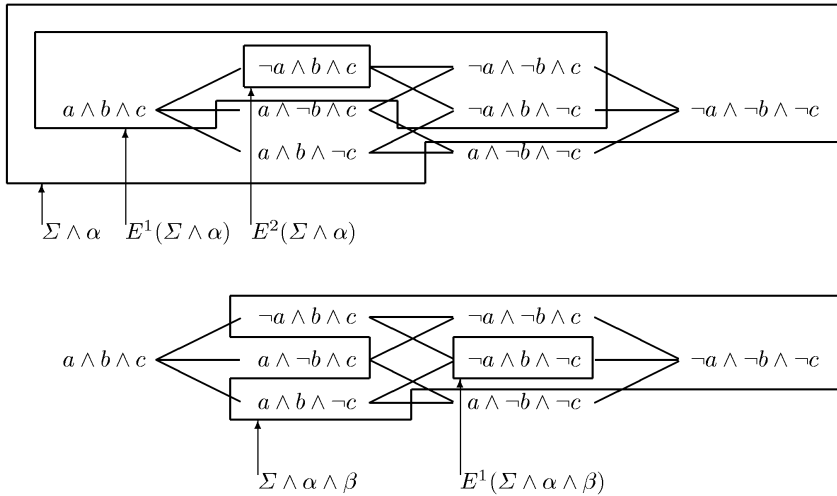 ¬a ∧ b ∧ c ¬a ∧ ¬b ∧ c
a ∧ b ∧ c a ∧ ¬b ∧ c ¬a ∧ b ∧ ¬c ¬a ∧ ¬b ∧ ¬c
a ∧ b ∧ ¬c a ∧ ¬b ∧ ¬c
Σ ∧ α E¹(Σ ∧ α) E²(Σ ∧ α)
¬a ∧ b ∧ c ¬a ∧ ¬b ∧ c
a ∧ b ∧ c a ∧ ¬b ∧ c ¬a ∧ b ∧ ¬c ¬a ∧ ¬b ∧ ¬c
a ∧ b ∧ ¬c a ∧ ¬b ∧ ¬c
Σ ∧ α ∧ β E¹(Σ ∧ α ∧ β)